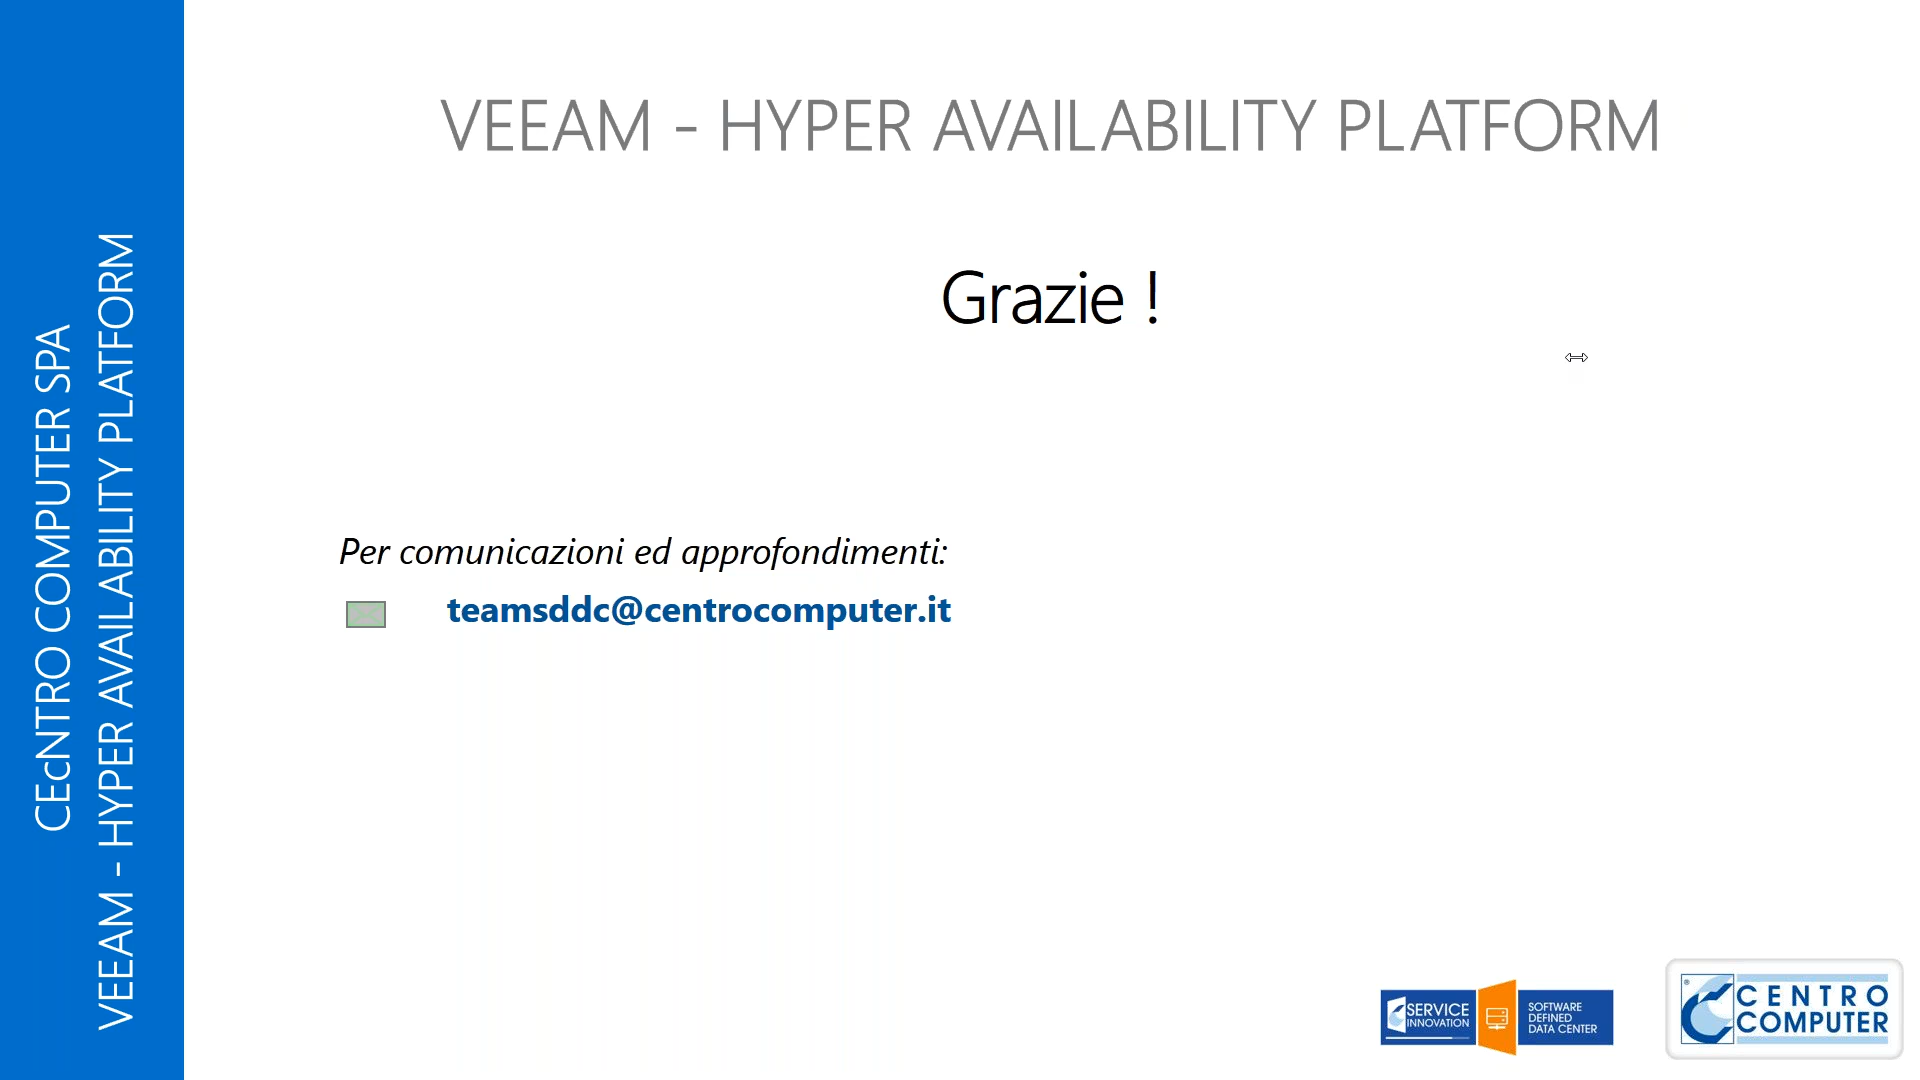 CEcNTRO COMPUTER SPA
VEEAM - HYPER AVAILABILITY PLATFORM
VEEAM - HYPER AVAILABILITY PLATFORM
Grazie !
Per comunicazioni ed approfondimenti:
teamsddc@centrocomputer.it
SERVICE
INNOVATION
SOFTWARE
DEFINED
DATA CENTER
®
CENTRO
COMPUTER